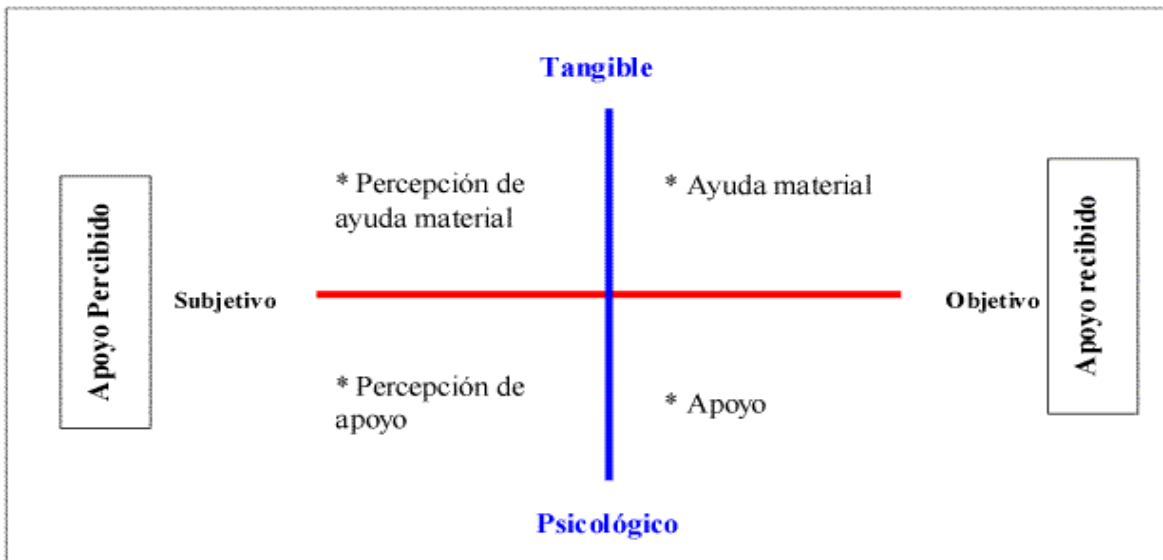 Tangible
* Percepción de
ayuda material
* Ayuda material
Apoyo Percibido
Subjetivo
Objetivo
Apoyo recibido
* Percepción de
apoyo
* Apoyo
Psicológico